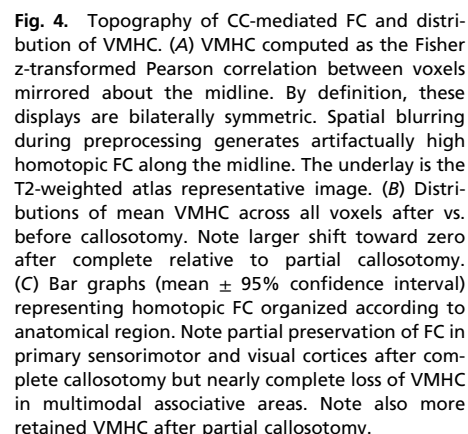 Fig. 4. Topography of CC-mediated FC and distri-
bution of VMHC. (A) VMHC computed as the Fisher
z-transformed Pearson correlation between voxels
mirrored about the midline. By definition, these
displays are bilaterally symmetric. Spatial blurring
during preprocessing generates artifactually high
homotopic FC along the midline. The underlay is the
T2-weighted atlas representative image. (B) Distri-
butions of mean VMHC across all voxels after vs.
before callosotomy. Note larger shift toward zero
after complete relative to partial callosotomy.
(C) Bar graphs (mean ± 95% confidence interval)
representing homotopic FC organized according to
anatomical region. Note partial preservation of FC in
primary sensorimotor and visual cortices after com-
plete callosotomy but nearly complete loss of VMHC
in multimodal associative areas. Note also more
retained VMHC after partial callosotomy.